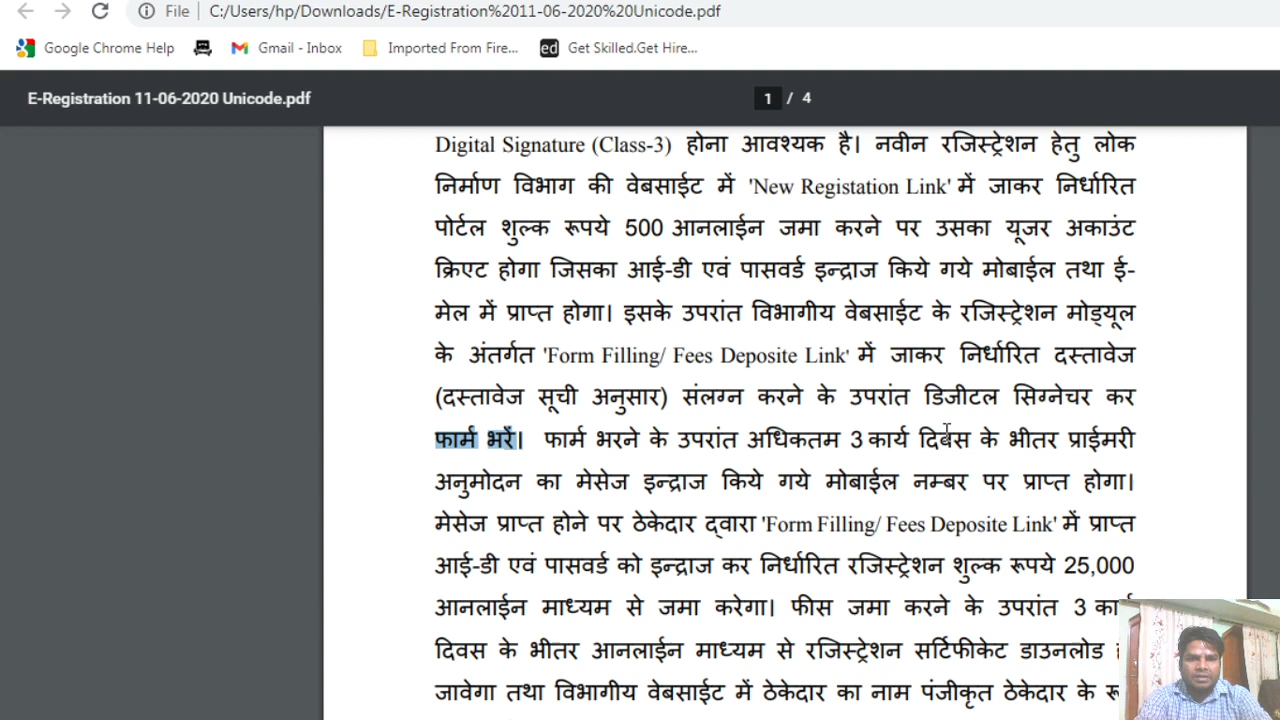 File | C:/Users/hp/Downloads/E-Registration%2011-06-2020%20Unicode.pdf
Google Chrome Help Gmail - Inbox Imported From Fire... ed Get Skilled.Get Hire...
E-Registration 11-06-2020 Unicode.pdf 1 / 4
Digital Signature (Class-3) होना आवश्यक है। नवीन रजिस्ट्रेशन हेतु लोक
निर्माण विभाग की वेबसाईट में 'New Registation Link' में जाकर निर्धारित
पोर्टल शुल्क रूपये 500 आनलाईन जमा करने पर उसका यूजर अकाउंट
क्रिएट होगा जिसका आई-डी एवं पासवर्ड इन्द्राज किये गये मोबाईल तथा ई-
मेल में प्राप्त होगा। इसके उपरांत विभागीय वेबसाईट के रजिस्ट्रेशन मोड्यूल
के अंतर्गत 'Form Filling/ Fees Deposite Link' में जाकर निर्धारित दस्तावेज
(दस्तावेज सूची अनुसार) संलग्न करने के उपरांत डिजीटल सिग्नेचर कर
फार्म भरें। फार्म भरने के उपरांत अधिकतम 3 कार्य दिवस के भीतर प्राईमरी
अनुमोदन का मेसेज इन्द्राज किये गये मोबाईल नम्बर पर प्राप्त होगा।
मेसेज प्राप्त होने पर ठेकेदार द्वारा 'Form Filling/ Fees Deposite Link' में प्राप्त
आई-डी एवं पासवर्ड को इन्द्राज कर निर्धारित रजिस्ट्रेशन शुल्क रूपये 25,000
आनलाईन माध्यम से जमा करेगा। फीस जमा करने के उपरांत 3
दिवस के भीतर आनलाईन माध्यम से रजिस्ट्रेशन सर्टिफीकेट डाउनलोड
जावेगा तथा विभागीय वेबसाईट में ठेकेदार का नाम पंजीकृत ठेकेदार के